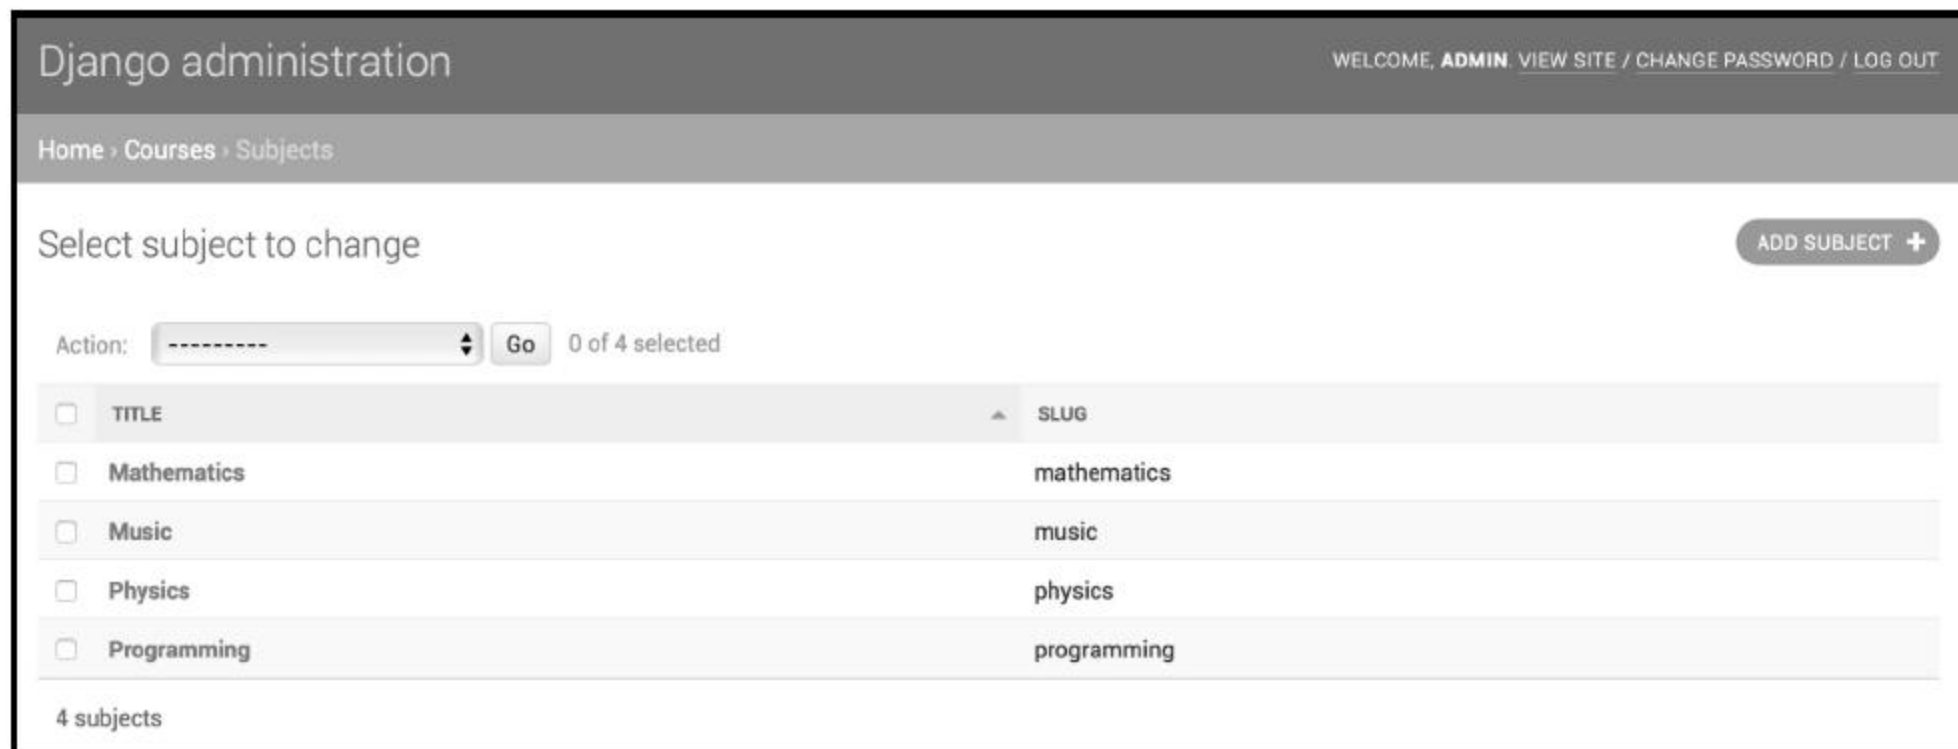 Django administration
WELCOME, ADMIN. VIEW SITE / CHANGE PASSWORD / LOG OUT
Home › Courses › Subjects
Select subject to change
ADD SUBJECT +
Action: --------- Go 0 of 4 selected
TITLE SLUG
Mathematics mathematics
Music music
Physics physics
Programming programming
4 subjects